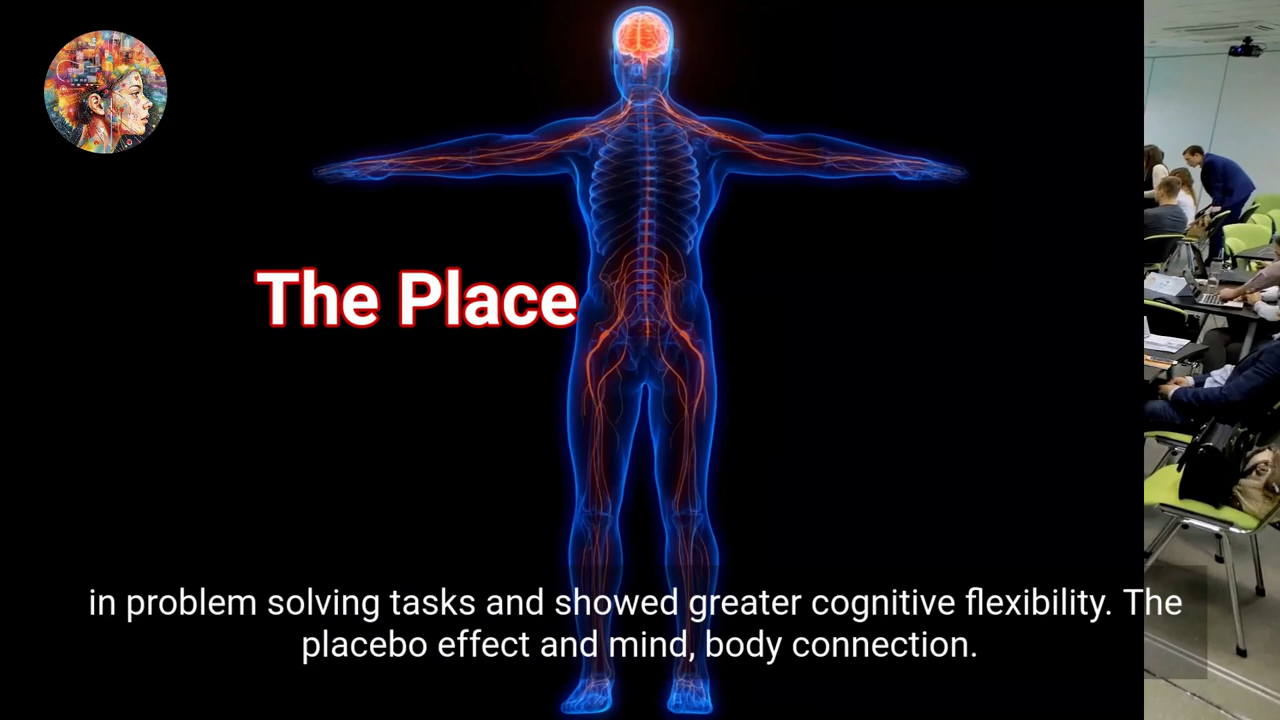 The Place
in problem solving tasks and showed greater cognitive flexibility. The
placebo effect and mind, body connection.